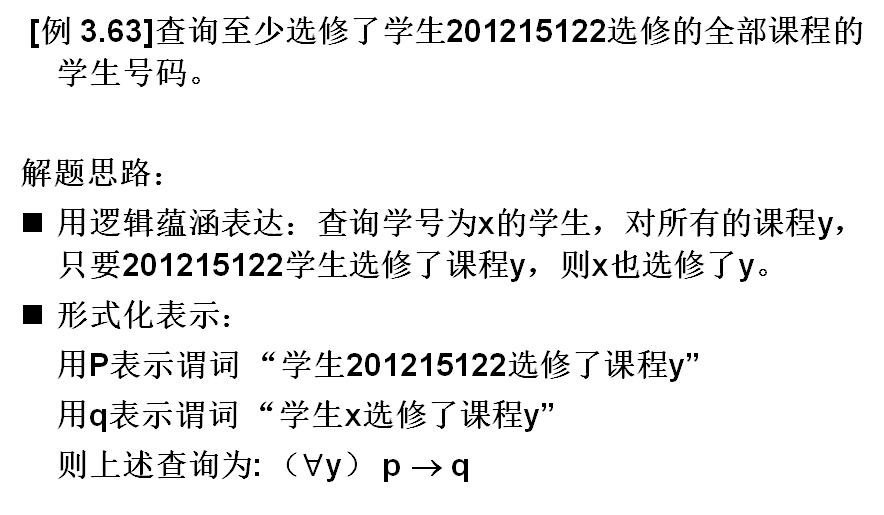 [例 3.63]查询至少选修了学生201215122选修的全部课程的
学生号码。
解题思路：
■ 用逻辑蕴涵表达：查询学号为x的学生，对所有的课程y，
只要201215122学生选修了课程y，则x也选修了y。
■ 形式化表示：
用P表示谓词 “学生201215122选修了课程y”
用q表示谓词 “学生x选修了课程y”
则上述查询为: （∀y） p → q